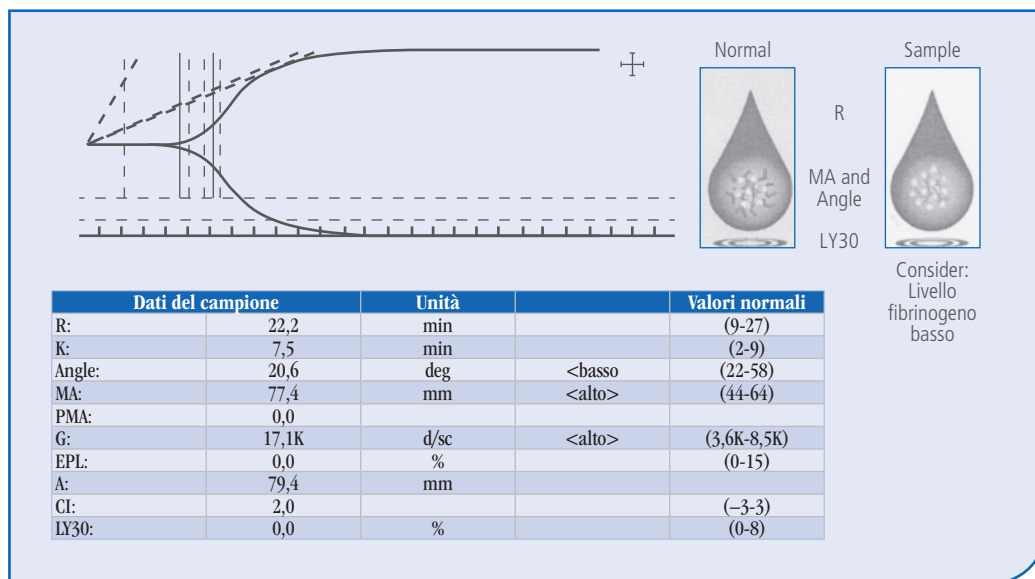 Normal
Sample
R
MA and
Angle
LY30
Consider:
Livello
fibrinogeno
basso
Dati del campione Unità Valori normali
R: 22,2 min (9-27)
K: 7,5 min (2-9)
Angle: 20,6 deg <basso (22-58)
MA: 77,4 mm <alto> (44-64)
PMA: 0,0
G: 17,1K d/sc <alto> (3,6K-8,5K)
EPL: 0,0 % (0-15)
A: 79,4 mm
CI: 2,0 (–3-3)
LY30: 0,0 % (0-8)